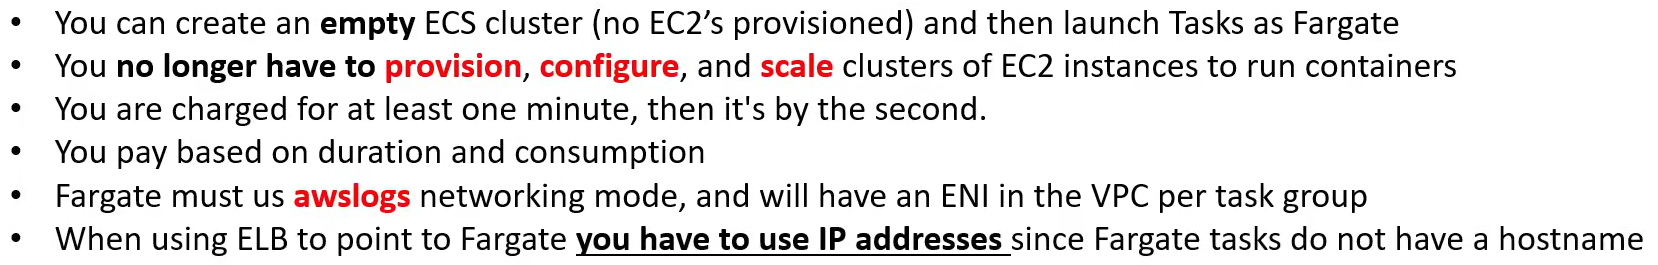 • You can create an empty ECS cluster (no EC2’s provisioned) and then launch Tasks as Fargate
• You no longer have to provision, configure, and scale clusters of EC2 instances to run containers
• You are charged for at least one minute, then it's by the second.
• You pay based on duration and consumption
• Fargate must us awslogs networking mode, and will have an ENI in the VPC per task group
• When using ELB to point to Fargate you have to use IP addresses since Fargate tasks do not have a hostname